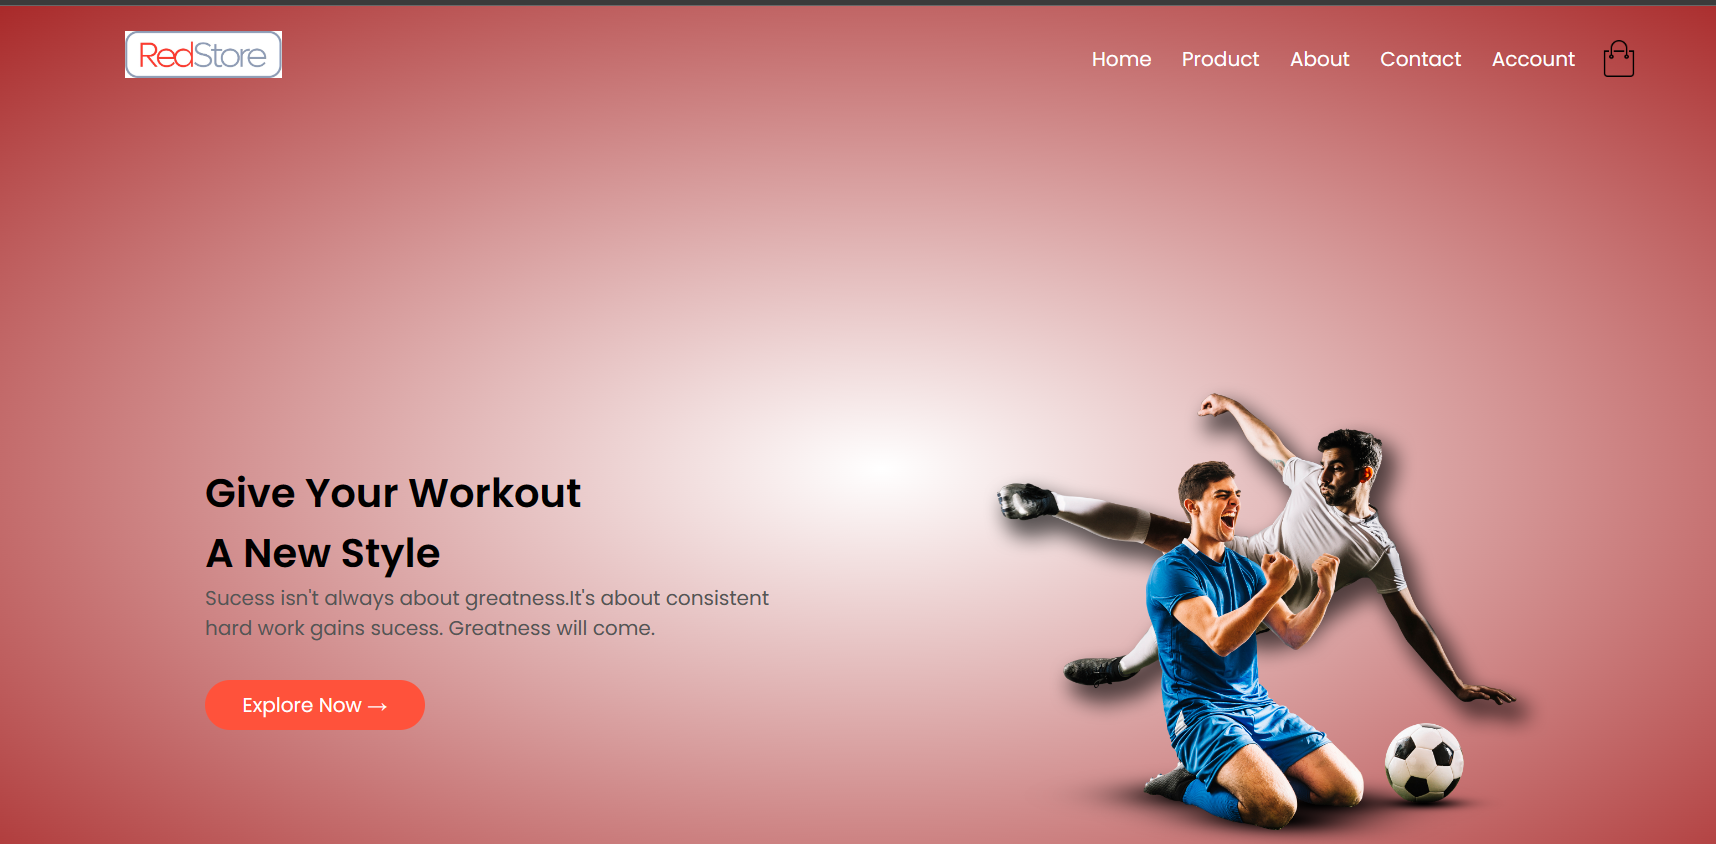 RedStore
Home Product About Contact Account
Give Your Workout
A New Style
Sucess isn't always about greatness.It's about consistent
hard work gains sucess. Greatness will come.
Explore Now →